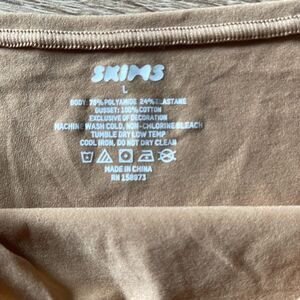 SKIMS
L
BODY: 76% POLYAMIDE 24% ELASTANE
GUSSET: 100% COTTON
EXCLUSIVE OF DECORATION
MACHINE WASH COLD, NON-CHLORINE BLEACH
TUMBLE DRY LOW TEMP
COOL IRON, DO NOT DRY CLEAN
MADE IN CHINA
RN 158973